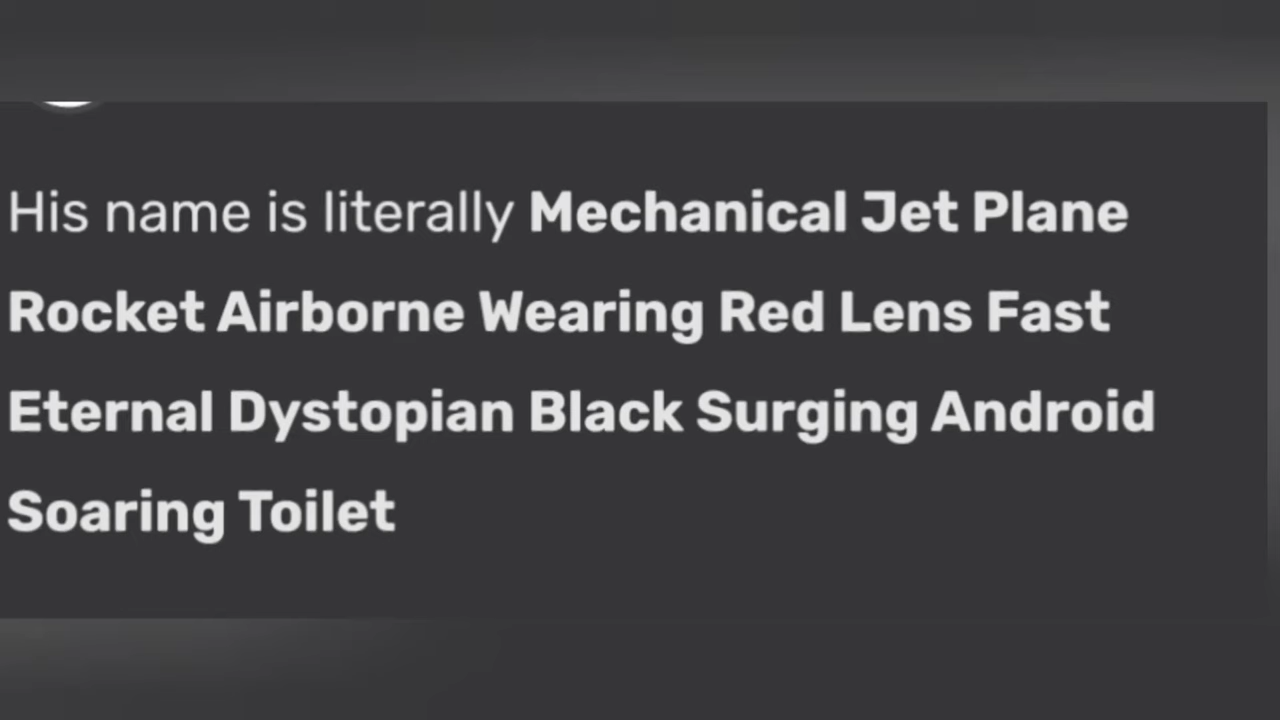 His name is literally Mechanical Jet Plane
Rocket Airborne Wearing Red Lens Fast
Eternal Dystopian Black Surging Android
Soaring Toilet